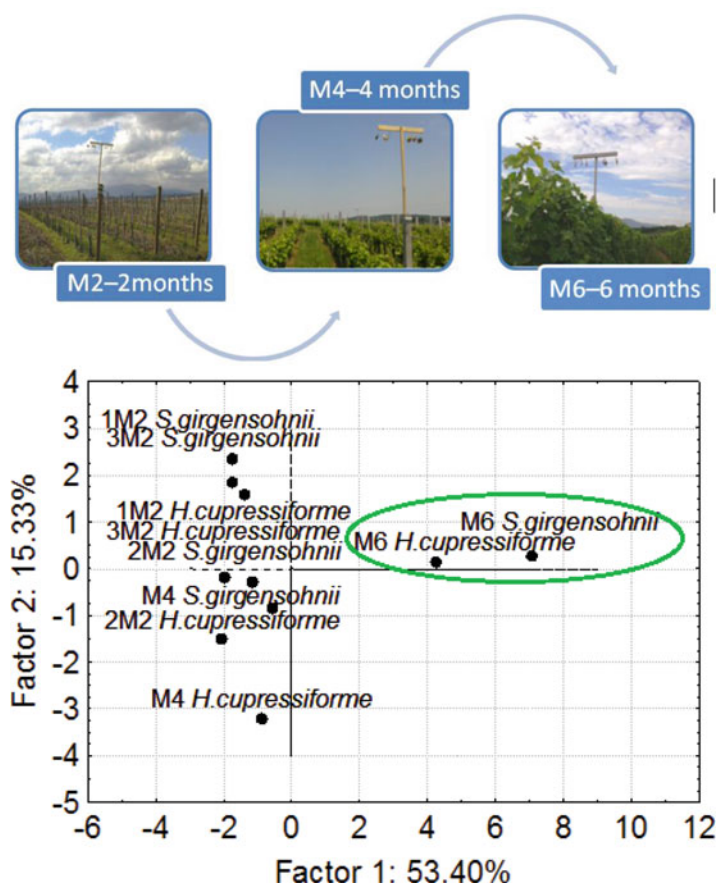 M4–4 months
M2–2months
M6–6 months
4
3
2
1
0
-1
-2
-3
-4
-5
Factor 2: 15.33%
1M2 S.girgensohnii
3M2 S.girgensohnii
1M2 H.cupressiforme
3M2 H.cupressiforme
2M2 S.girgensohnii
M4 S.girgensohnii
2M2 H.cupressiforme
M4 H.cupressiforme
M6 S.girgensohnii
M6 H.cupressiforme
-6 -4 -2 0 2 4 6 8 10 12
Factor 1: 53.40%